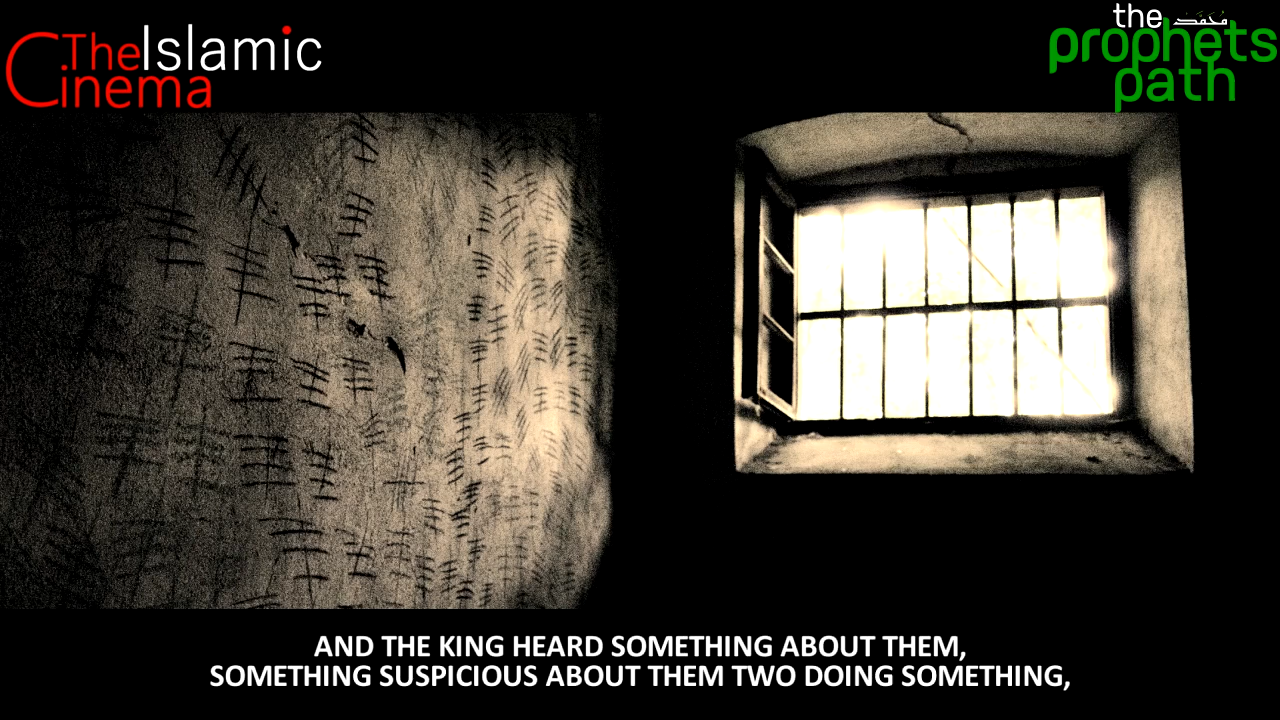 TheIslamic
Cinema
the محمد
prophets
path
AND THE KING HEARD SOMETHING ABOUT THEM,
SOMETHING SUSPICIOUS ABOUT THEM TWO DOING SOMETHING,